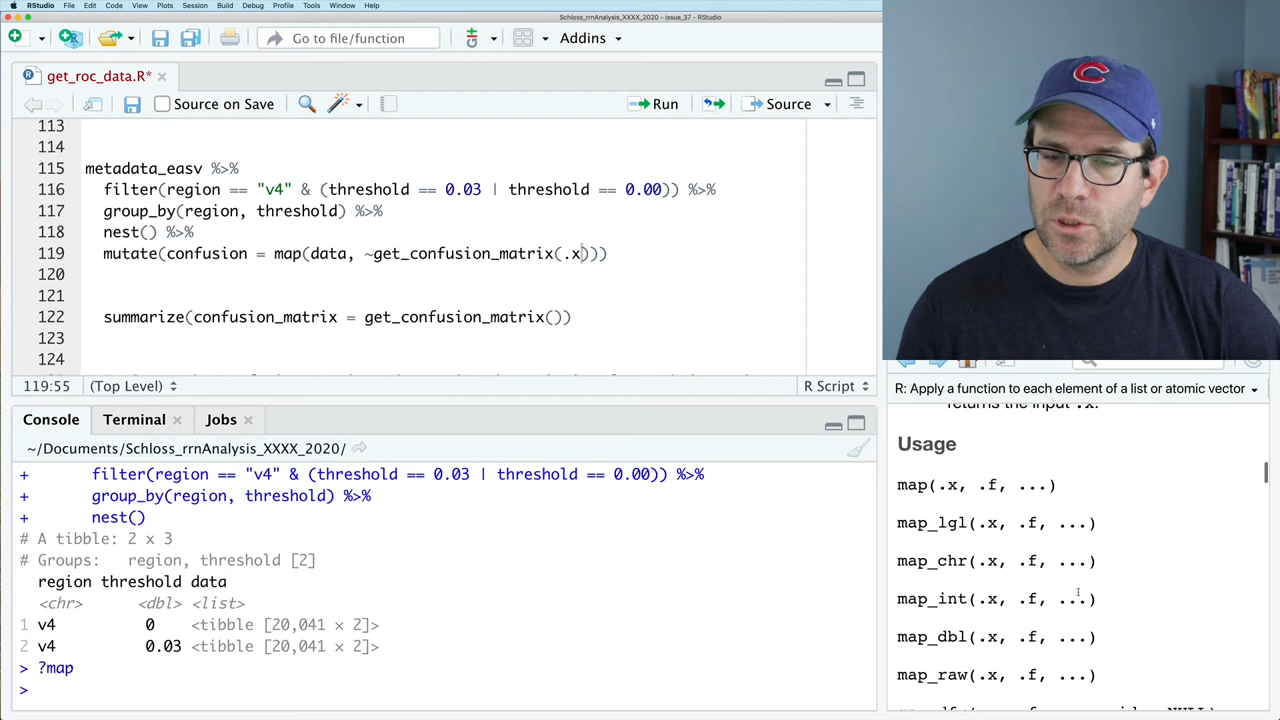 RStudio File Edit Code View Plots Session Build Debug Profile Tools Window Help
Schloss_rrnAnalysis_XXXX_2020 - issue_37 - RStudio
Go to file/function Addins
get_roc_data.R*
Source on Save Run Source
113
114
115 metadata_easv %>%
116 filter(region == "v4" & (threshold == 0.03 | threshold == 0.00)) %>%
117 group_by(region, threshold) %>%
118 nest() %>%
119 mutate(confusion = map(data, ~get_confusion_matrix(.x)))
120
121
122 summarize(confusion_matrix = get_confusion_matrix())
123
124
119:55 (Top Level) R Script
Console Terminal Jobs
~/Documents/Schloss_rrnAnalysis_XXXX_2020/
+ filter(region == "v4" & (threshold == 0.03 | threshold == 0.00)) %>%
+ group_by(region, threshold) %>%
+ nest()
# A tibble: 2 x 3
# Groups: region, threshold [2]
region threshold data
<chr> <dbl> <list>
1 v4 0 <tibble [20,041 × 2]>
2 v4 0.03 <tibble [20,041 × 2]>
> ?map
>
C
R: Apply a function to each element of a list or atomic vector
returns the input .x.
Usage
map(.x, .f, ...)
map_lgl(.x, .f, ...)
map_chr(.x, .f, ...)
map_int(.x, .f, ...)
map_dbl(.x, .f, ...)
map_raw(.x, .f, ...)